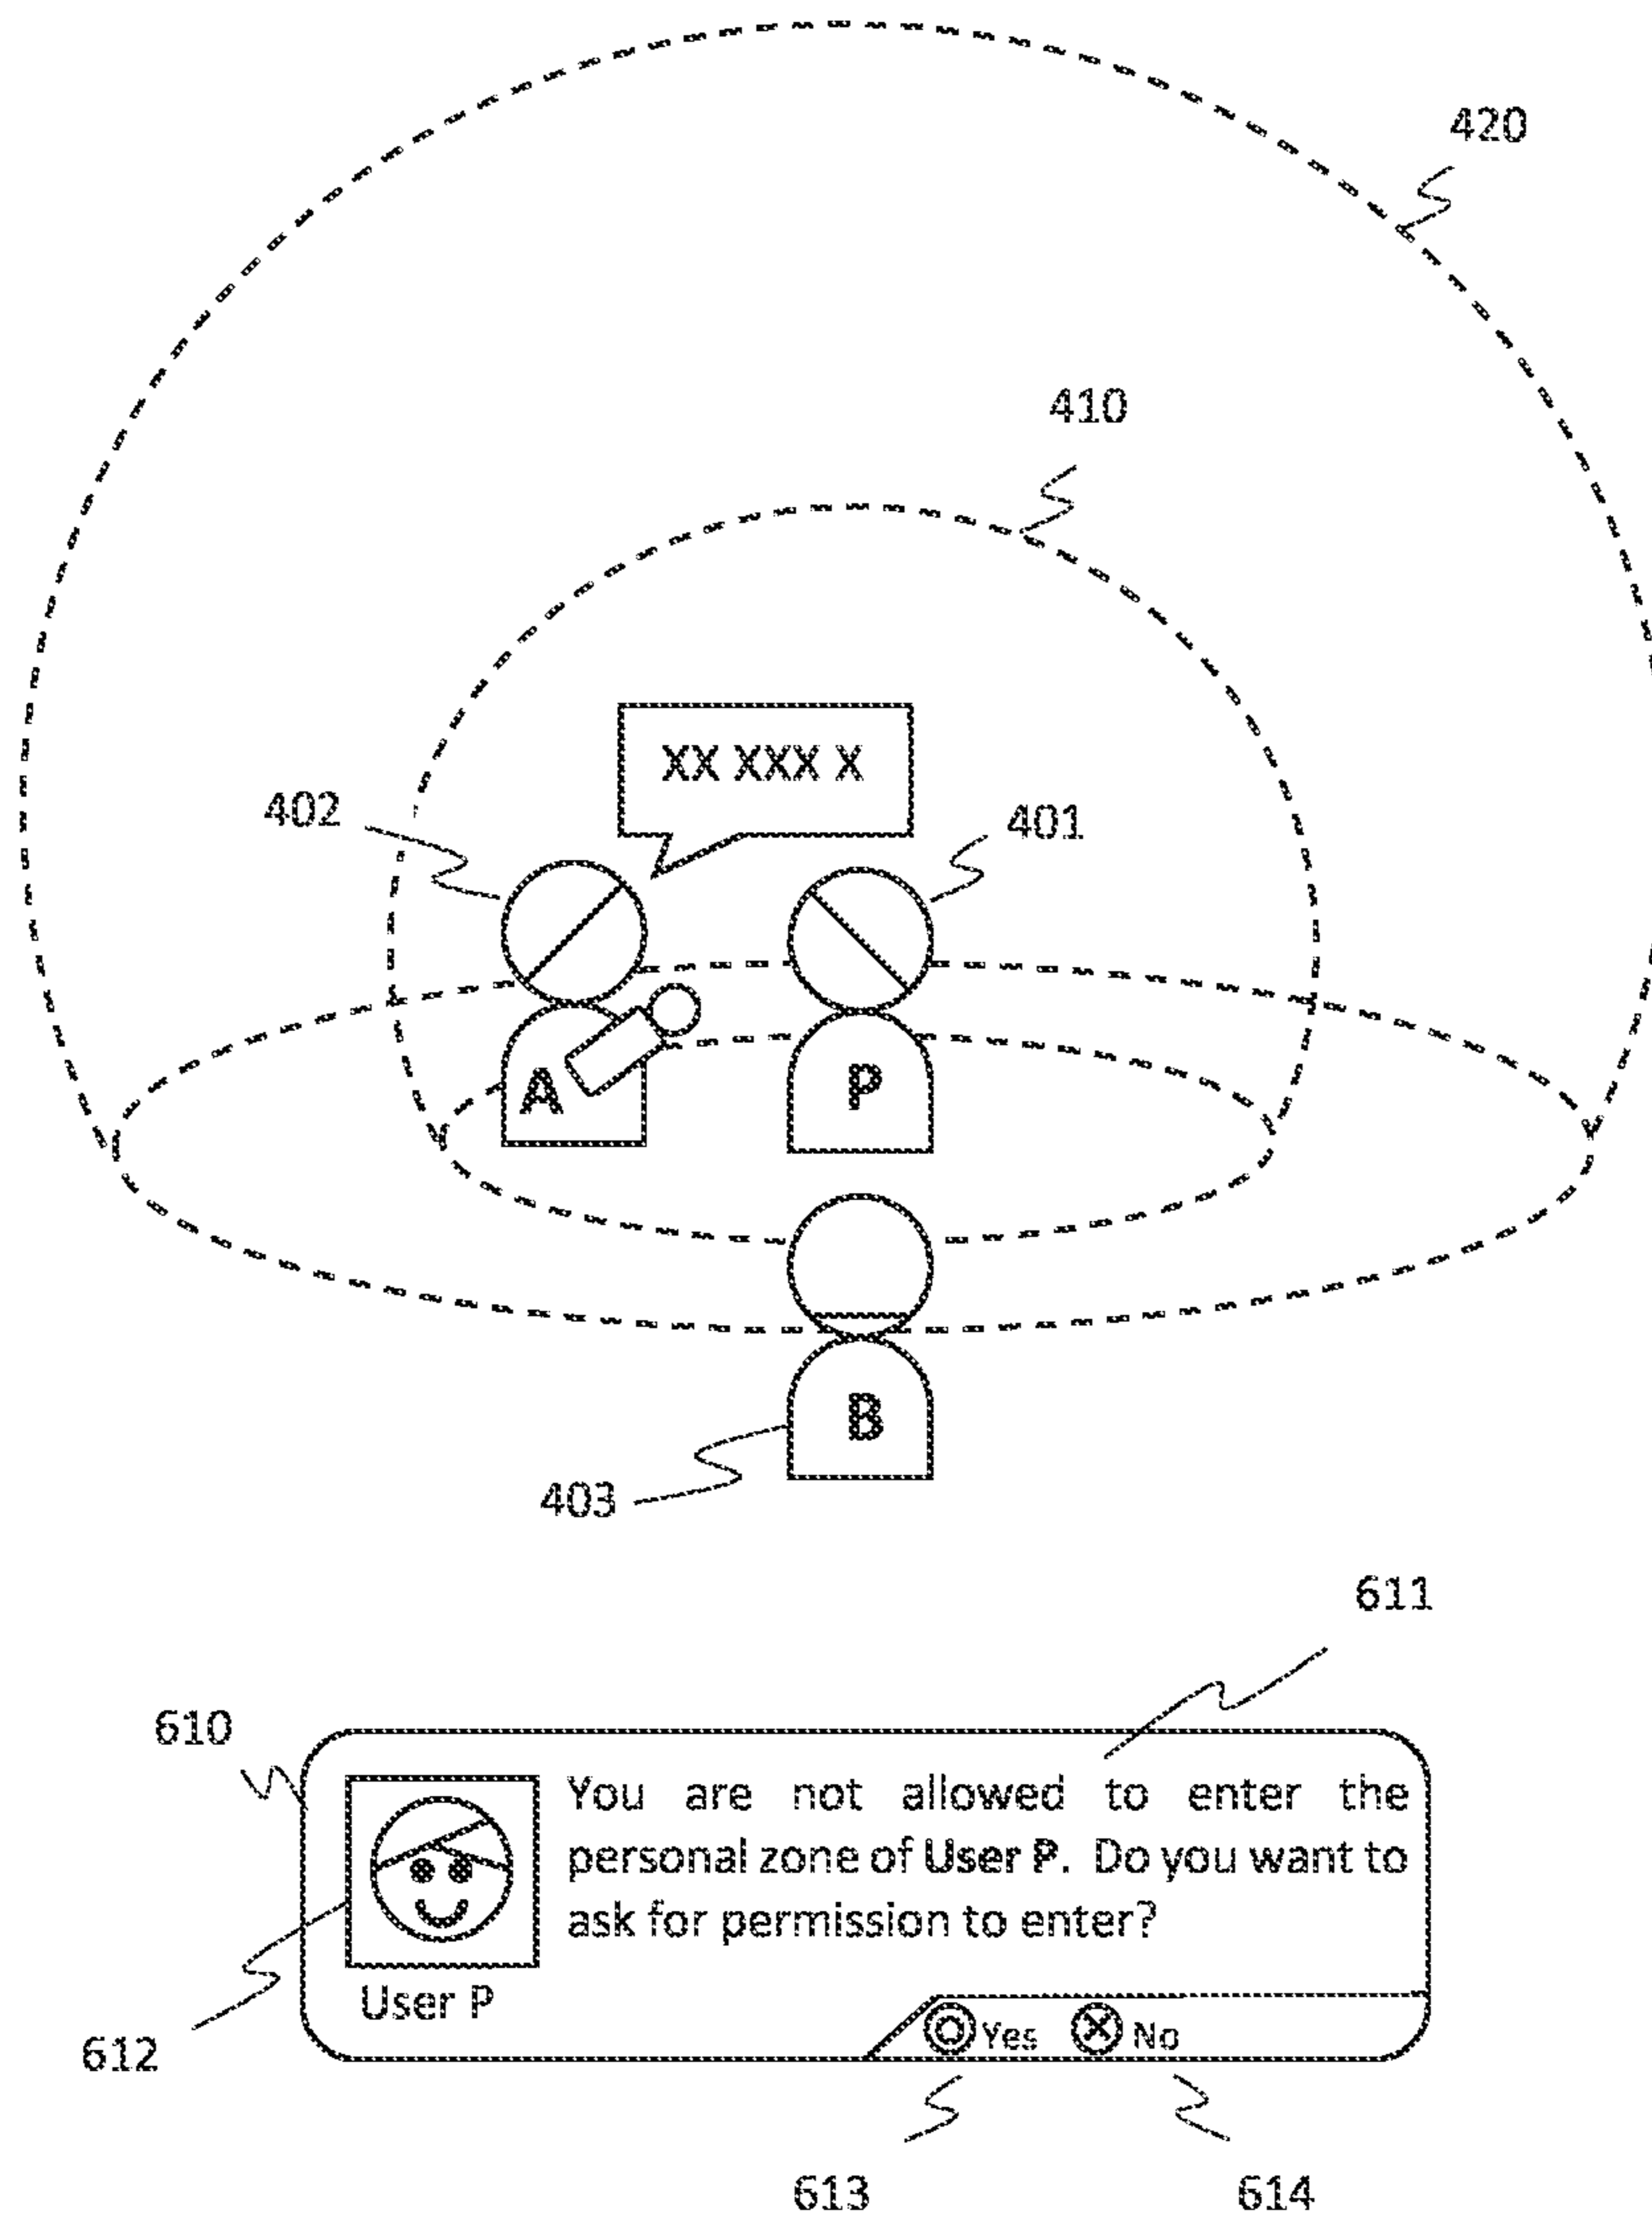 420
410
XX XXX X
402
401
A
P
B
403
611
610
You are not allowed to enter the
personal zone of User P. Do you want to
ask for permission to enter?
User P
Yes
No
612
613
614